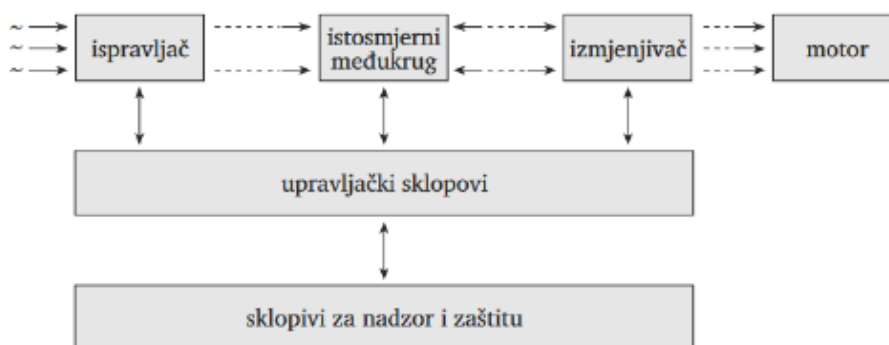 ~
~
~
ispravljač
istosmjerni
međukrug
izmjenjivač
motor
upravljački sklopovi
sklopivi za nadzor i zaštitu